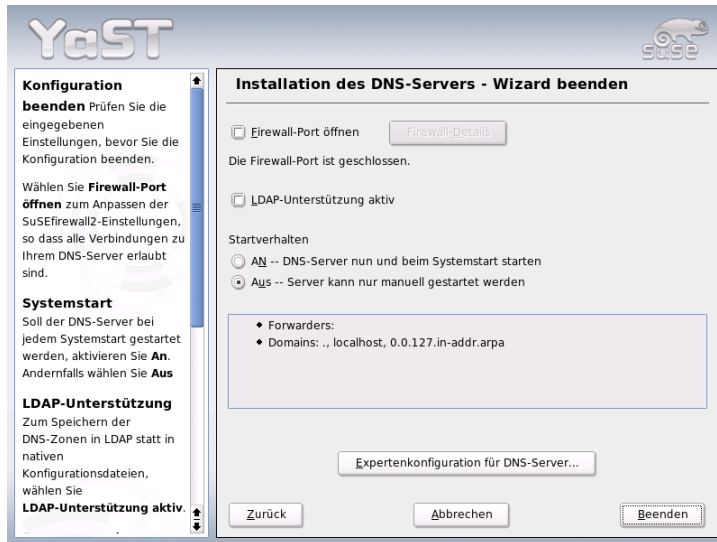 YaST
SUSE
Konfiguration
beenden Prüfen Sie die
eingegebenen
Einstellungen, bevor Sie die
Konfiguration beenden.
Wählen Sie Firewall-Port
öffnen zum Anpassen der
SuSEfirewall2-Einstellungen,
so dass alle Verbindungen zu
Ihrem DNS-Server erlaubt
sind.
Systemstart
Soll der DNS-Server bei
jedem Systemstart gestartet
werden, aktivieren Sie An.
Andernfalls wählen Sie Aus
LDAP-Unterstützung
Zum Speichern der
DNS-Zonen in LDAP statt in
nativen
Konfigurationsdateien,
wählen Sie
LDAP-Unterstützung aktiv.
Installation des DNS-Servers - Wizard beenden
Firewall-Port öffnen
Firewall-Details
Die Firewall-Port ist geschlossen.
LDAP-Unterstützung aktiv
Startverhalten
AN -- DNS-Server nun und beim Systemstart starten
Aus -- Server kann nur manuell gestartet werden
◆ Forwarders:
◆ Domains: ., localhost, 0.0.127.in-addr.arpa
Expertenkonfiguration für DNS-Server...
Zurück
Abbrechen
Beenden